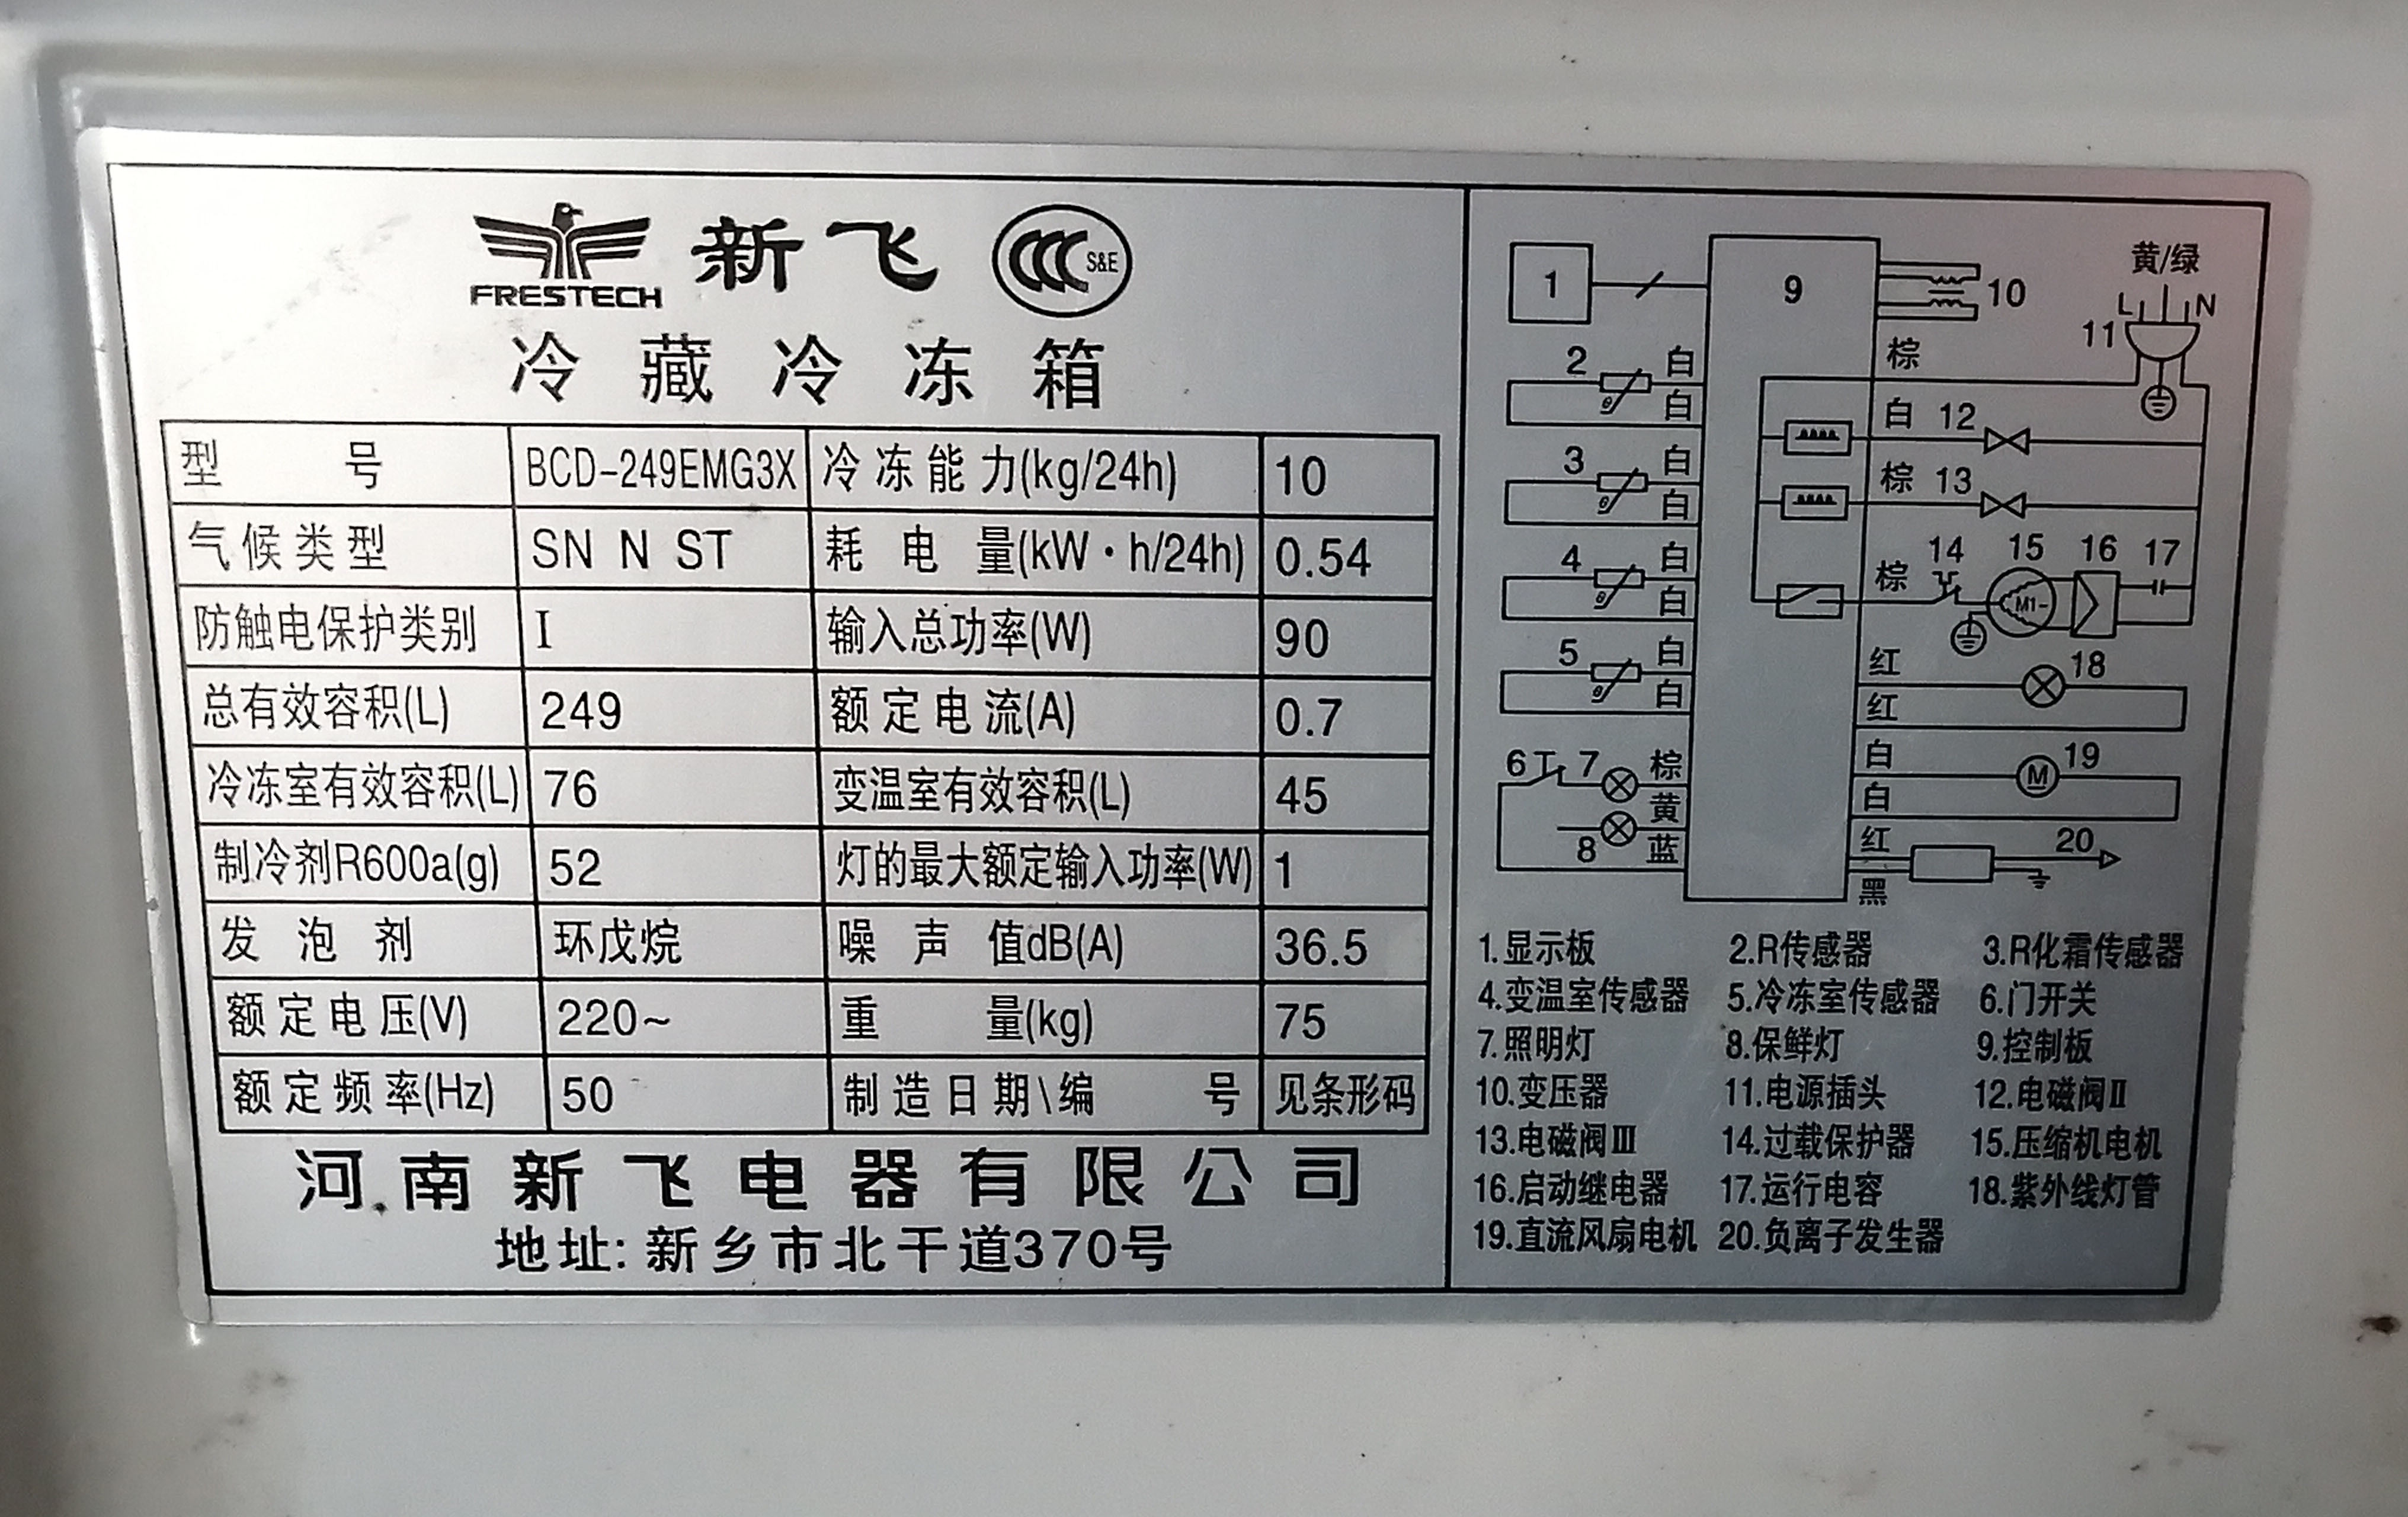 FRESTECH 新飞 CCC S&E
冷藏冷冻箱
型号 BCD-249EMG3X 冷冻能力(kg/24h) 10
气候类型 SN N ST 耗电量(kW·h/24h) 0.54
防触电保护类别 I 输入总功率(W) 90
总有效容积(L) 249 额定电流(A) 0.7
冷冻室有效容积(L) 76 变温室有效容积(L) 45
制冷剂R600a(g) 52 灯的最大额定输入功率(W) 1
发泡剂 环戊烷 噪声值dB(A) 36.5
额定电压(V) 220~ 重量(kg) 75
额定频率(Hz) 50 制造日期\编号 见条形码
河南新飞电器有限公司
地址:新乡市北干道370号
黄/绿
1 9 10
L N
11
2 白 棕
白 白 12
3 白 棕 13
白
4 白 棕 14 15 16 17
白 M1~
5 白 红 18
白 红
6 7 棕 白 M 19
黄 白
8 蓝 红 20
黑
1.显示板 2.R传感器 3.R化霜传感器
4.变温室传感器 5.冷冻室传感器 6.门开关
7.照明灯 8.保鲜灯 9.控制板
10.变压器 11.电源插头 12.电磁阀Ⅱ
13.电磁阀Ⅲ 14.过载保护器 15.压缩机电机
16.启动继电器 17.运行电容 18.紫外线灯管
19.直流风扇电机 20.负离子发生器